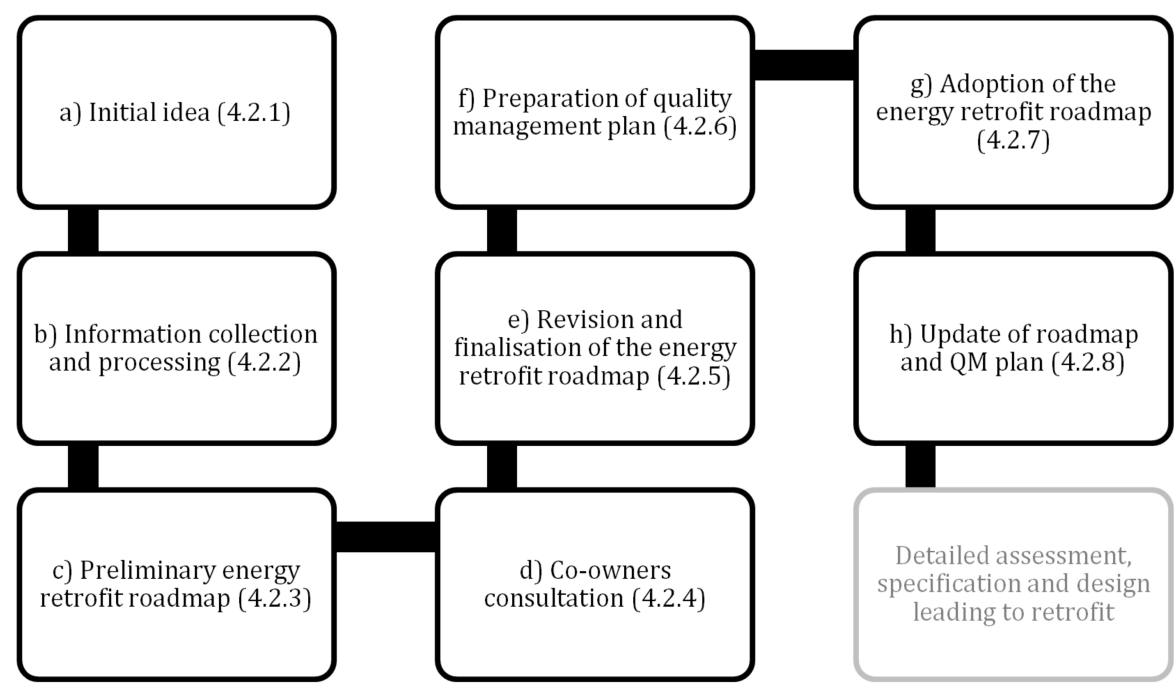 a) Initial idea (4.2.1)
b) Information collection
and processing (4.2.2)
c) Preliminary energy
retrofit roadmap (4.2.3)
d) Co-owners
consultation (4.2.4)
e) Revision and
finalisation of the energy
retrofit roadmap (4.2.5)
f) Preparation of quality
management plan (4.2.6)
g) Adoption of the
energy retrofit roadmap
(4.2.7)
h) Update of roadmap
and QM plan (4.2.8)
Detailed assessment,
specification and design
leading to retrofit